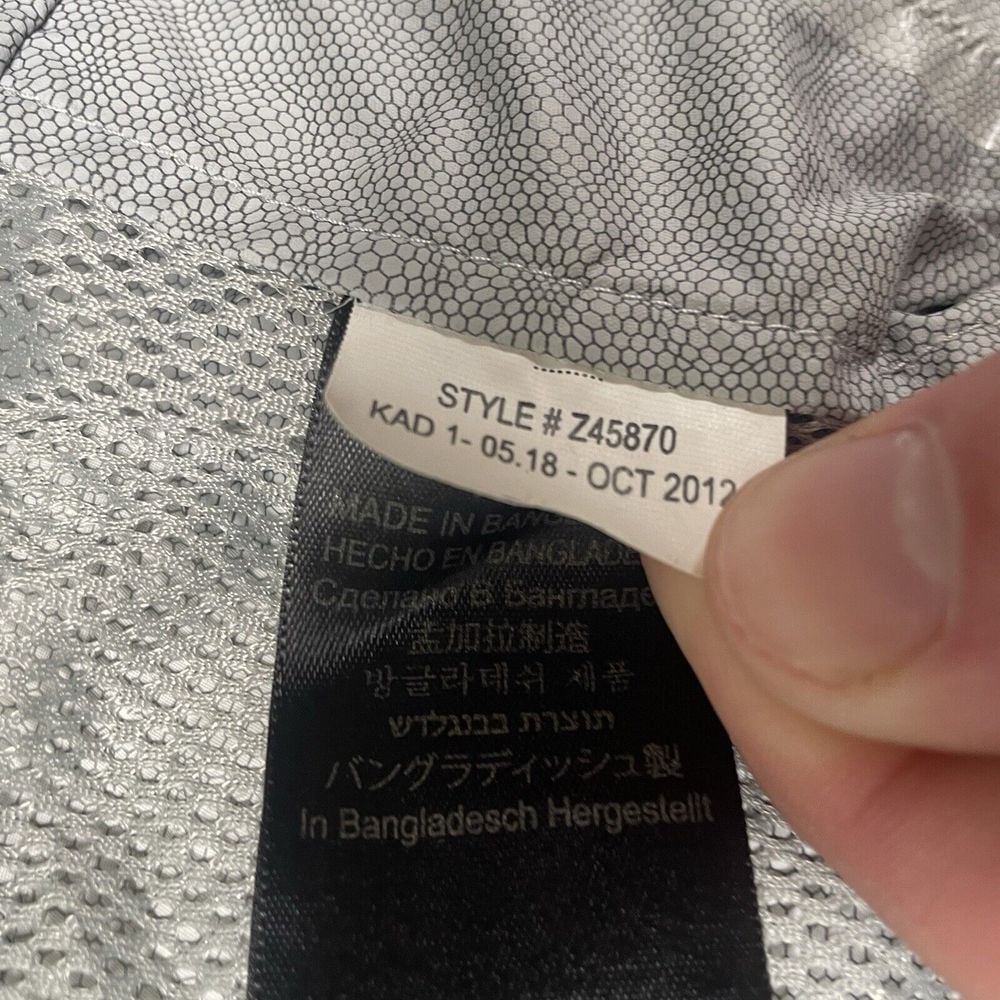 STYLE # Z45870
KAD 1- 05.18 - OCT 2012
MADE IN
HECHO EN
Сделано В
孟加拉制造
방글라데쉬 제품
תוצרת בבנגלדש
バングラディッシュ製
In Bangladesch Hergestellt